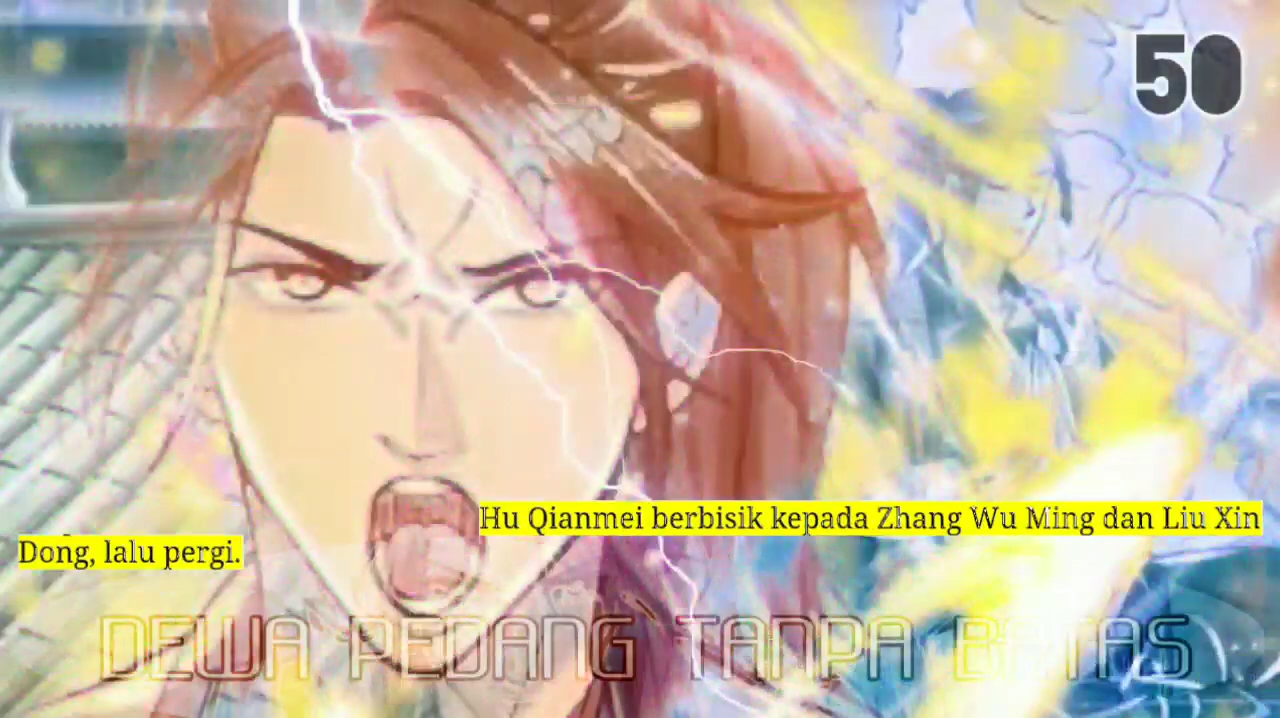 50
Hu Qianmei berbisik kepada Zhang Wu Ming dan Liu Xin
Dong, lalu pergi.
DEWA PEDANG TANPA BATAS